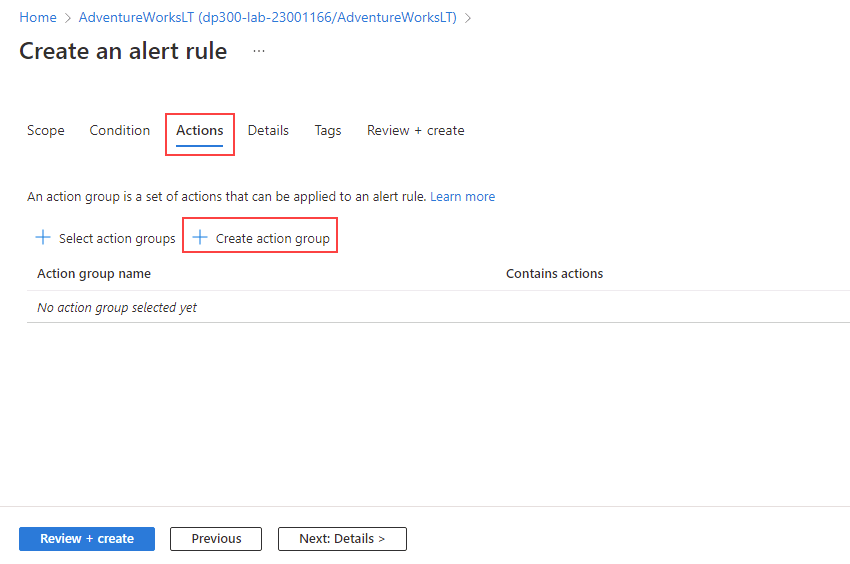 Home > AdventureWorksLT (dp300-lab-23001166/AdventureWorksLT) >
Create an alert rule ...
Scope Condition Actions Details Tags Review + create
An action group is a set of actions that can be applied to an alert rule. Learn more
+ Select action groups + Create action group
Action group name Contains actions
No action group selected yet
Review + create Previous Next: Details >